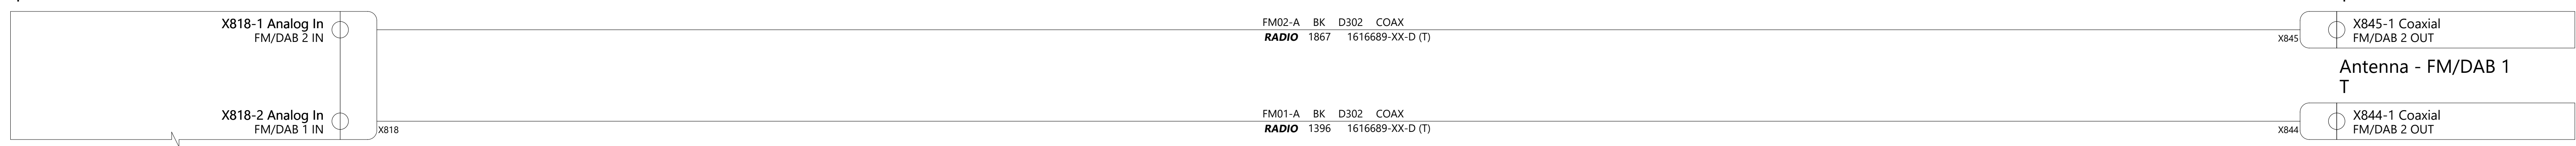 X818-1 Analog In
FM/DAB 2 IN
FM02-A BK D302 COAX
RADIO 1867 1616689-XX-D (T)
X845
X845-1 Coaxial
FM/DAB 2 OUT
Antenna - FM/DAB 1
T
X818-2 Analog In
FM/DAB 1 IN
X818
FM01-A BK D302 COAX
RADIO 1396 1616689-XX-D (T)
X844
X844-1 Coaxial
FM/DAB 2 OUT